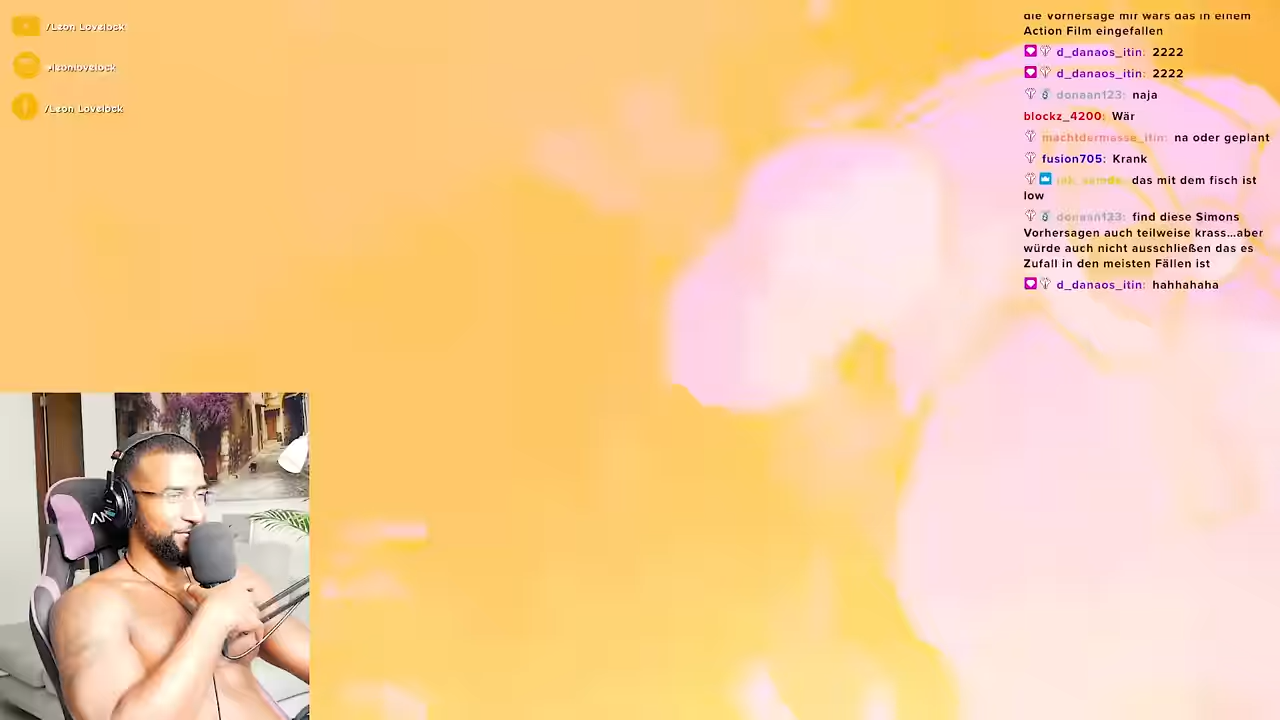 /Leon Lovelock
/Leon Lovelock
die Vorhersage mir wärs das in einem
Action Film eingefallen
d_danaos_itin: 2222
d_danaos_itin: 2222
donaan123: naja
blockz_4200: Wär
machtdermasse_itin: na oder geplant
fusion705: Krank
das mit dem fisch ist
low
donaan123: find diese Simons
Vorhersagen auch teilweise krass...aber
würde auch nicht ausschließen das es
Zufall in den meisten Fällen ist
d_danaos_itin: hahhahaha